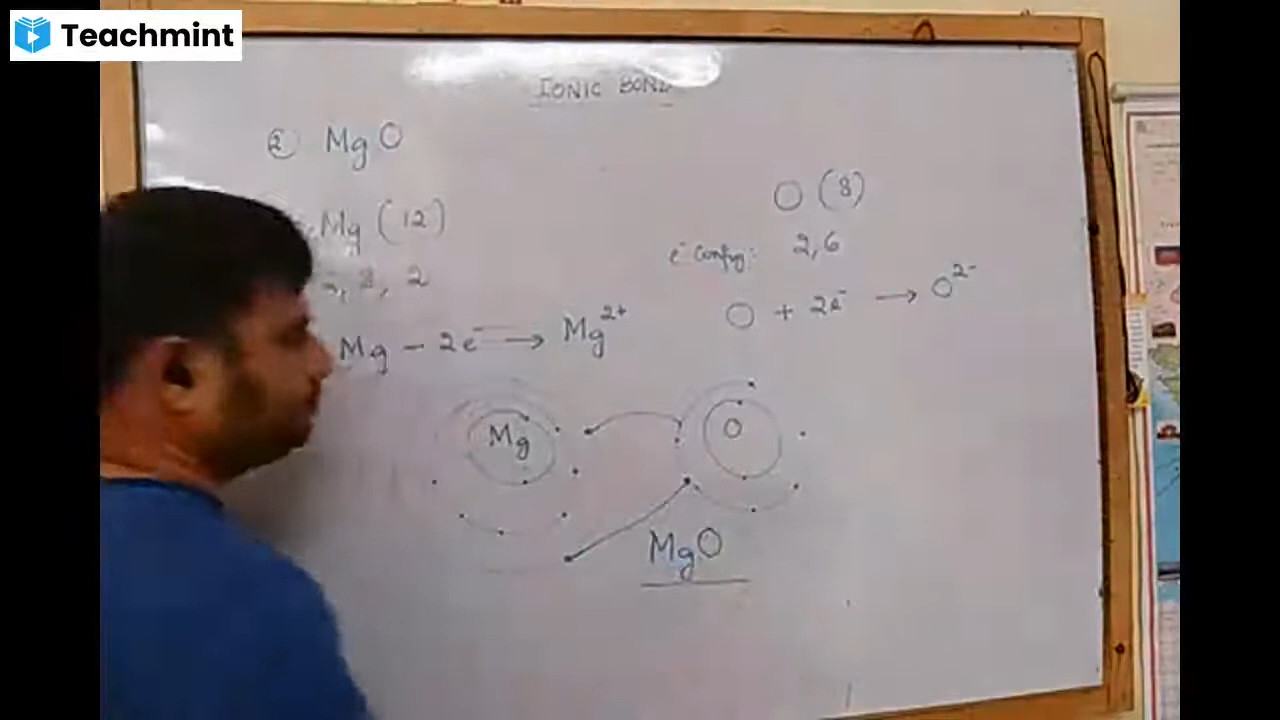 Teachmint
IONIC BOND
② MgO
Mg (12)
2, 8, 2
Mg − 2e⁻ → Mg²⁺
O (8)
e⁻ Config: 2,6
O + 2e⁻ → O²⁻
Mg
O
MgO